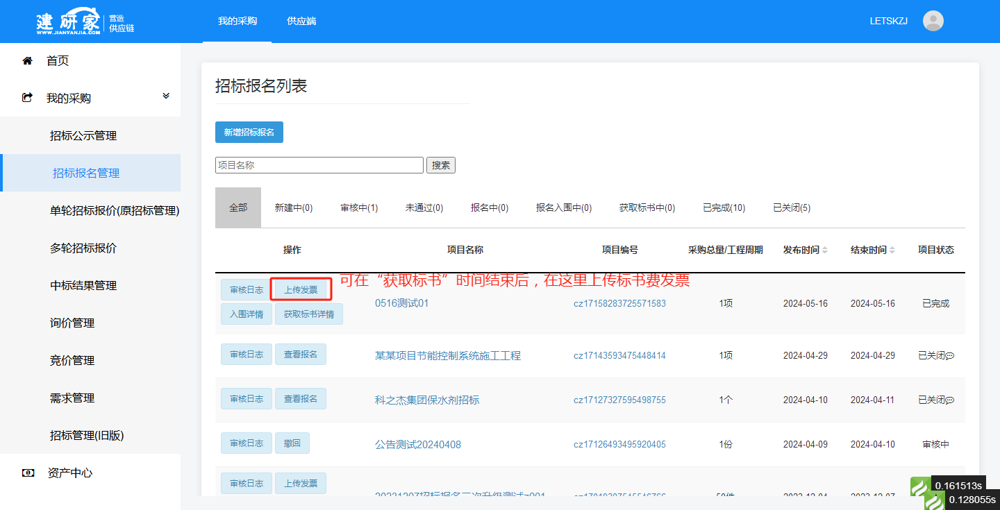 建研家
WWW.JIANYANJIA.COM
营造
供应链
我的采购 供应端 LETSKZJ
首页
我的采购
招标公示管理
招标报名管理
单轮招标报价(原招标管理)
多轮招标报价
中标结果管理
询价管理
竞价管理
需求管理
招标管理(旧版)
资产中心
招标报名列表
新增招标报名
项目名称 搜索
全部 新建中(0) 审核中(1) 未通过(0) 报名中(0) 报名入围中(0) 获取标书中(0) 已完成(10) 已关闭(5)
操作 项目名称 项目编号 采购总量/工程周期 发布时间 结束时间 项目状态
可在“获取标书”时间结束后，在这里上传标书费发票
审核日志 上传发票
0516测试01 cz17158283725571583 1项 2024-05-16 2024-05-16 已完成
入围详情 获取标书详情
审核日志 查看报名 某某项目节能控制系统施工工程 cz17143593475448414 1项 2024-04-29 2024-04-29 已关闭
审核日志 查看报名 科之杰集团保水剂招标 cz17127327595498755 1个 2024-04-10 2024-04-11 已关闭
审核日志 撤回 公告测试20240408 cz17126493495920405 1份 2024-04-09 2024-04-10 审核中
审核日志 上传发票
0.161513s
0.128055s